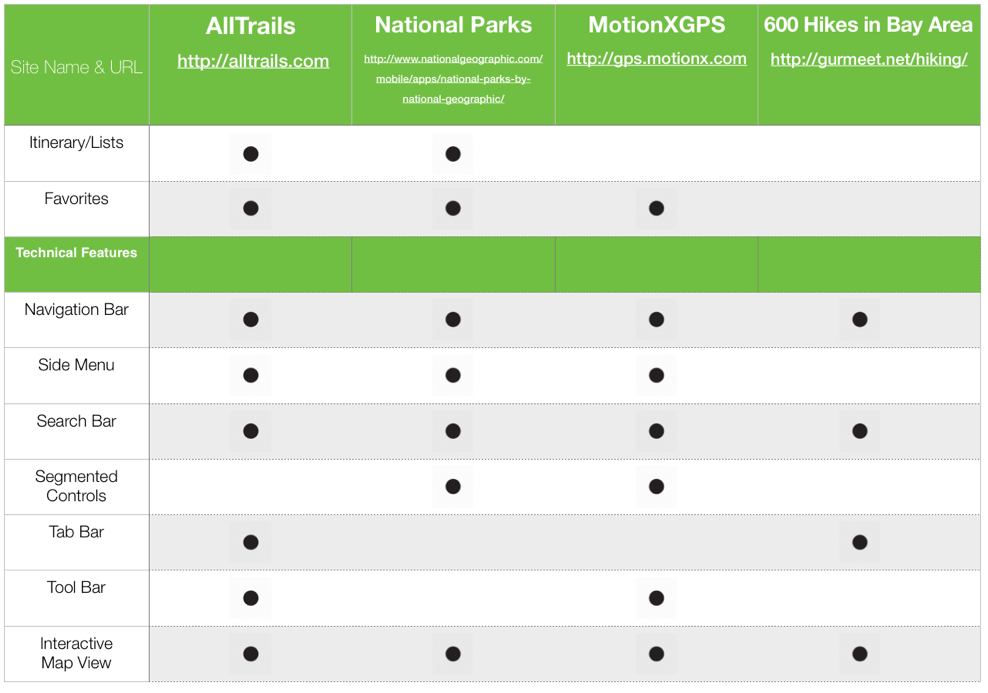 Site Name & URL
AllTrails
http://alltrails.com
National Parks
http://www.nationalgeographic.com/
mobile/apps/national-parks-by-
national-geographic/
MotionXGPS
http://gps.motionx.com
600 Hikes in Bay Area
http://gurmeet.net/hiking/
Itinerary/Lists
Favorites
Technical Features
Navigation Bar
Side Menu
Search Bar
Segmented
Controls
Tab Bar
Tool Bar
Interactive
Map View